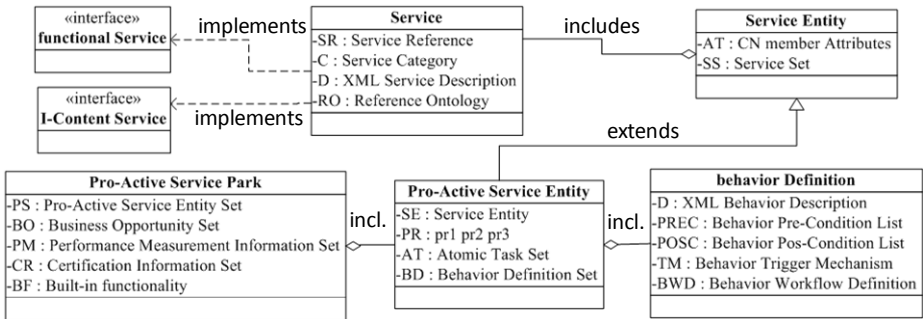 «interface»
functional Service
implements
Service
-SR : Service Reference
-C : Service Category
-D : XML Service Description
-RO : Reference Ontology
includes
Service Entity
-AT : CN member Attributes
-SS : Service Set
«interface»
I-Content Service
implements
extends
Pro-Active Service Park
-PS : Pro-Active Service Entity Set
-BO : Business Opportunity Set
-PM : Performance Measurement Information Set
-CR : Certification Information Set
-BF : Built-in functionality
incl.
Pro-Active Service Entity
-SE : Service Entity
-PR : pr1 pr2 pr3
-AT : Atomic Task Set
-BD : Behavior Definition Set
incl.
behavior Definition
-D : XML Behavior Description
-PREC : Behavior Pre-Condition List
-POSC : Behavior Pos-Condition List
-TM : Behavior Trigger Mechanism
-BWD : Behavior Workflow Definition